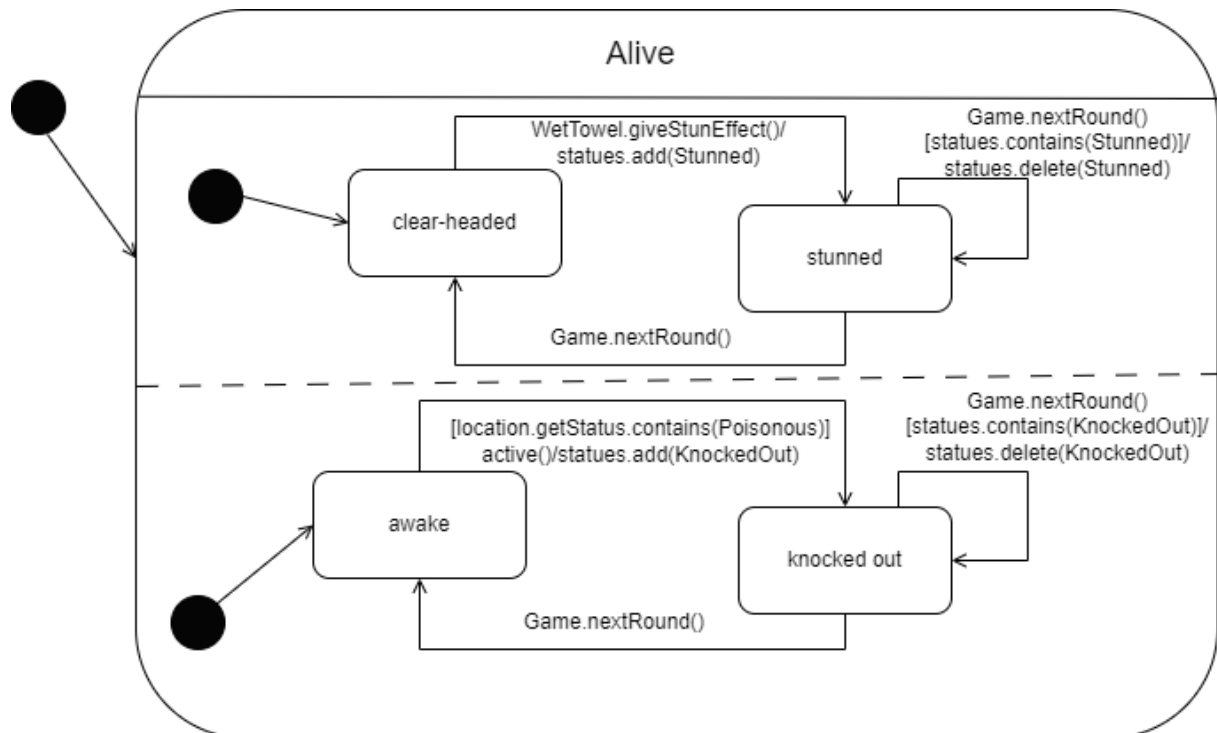 Alive
WetTowel.giveStunEffect()/
statues.add(Stunned)
Game.nextRound()
[statues.contains(Stunned)]/
statues.delete(Stunned)
clear-headed
stunned
Game.nextRound()
[location.getStatus.contains(Poisonous)]
active()/statues.add(KnockedOut)
Game.nextRound()
[statues.contains(KnockedOut)]/
statues.delete(KnockedOut)
awake
knocked out
Game.nextRound()